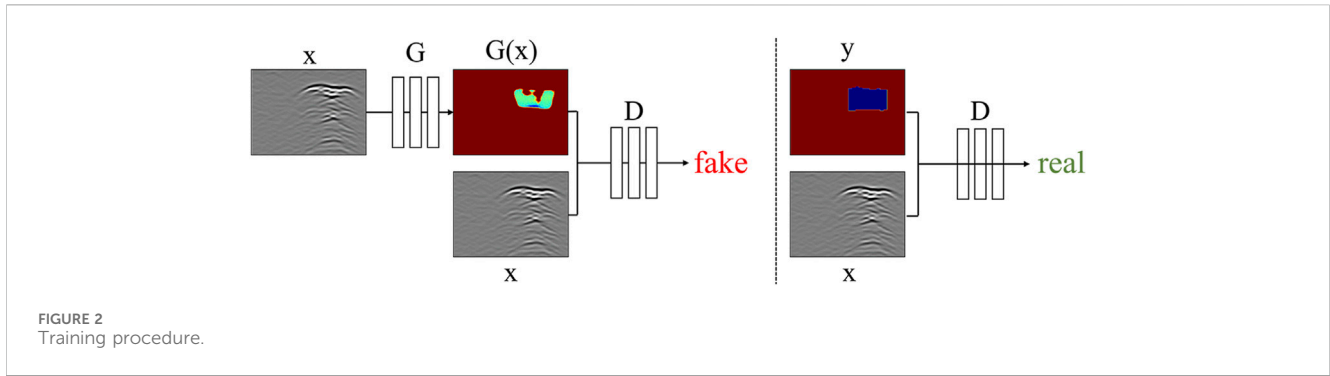 x
G
G(x)
D
fake
x
y
D
real
x
FIGURE 2
Training procedure.